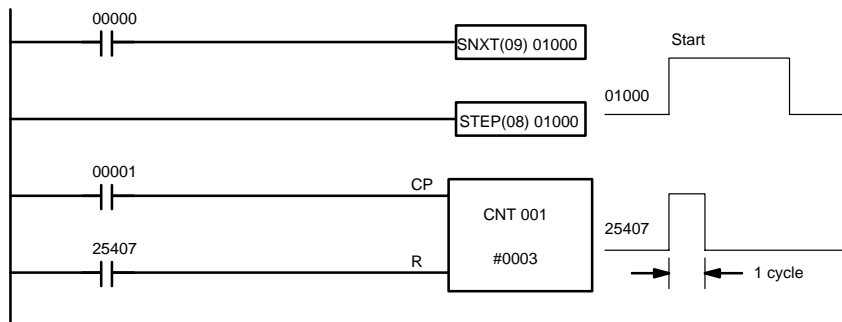 00000
SNXT(09) 01000
Start
01000
STEP(08) 01000
00001
CP
CNT 001
#0003
25407
25407
R
1 cycle